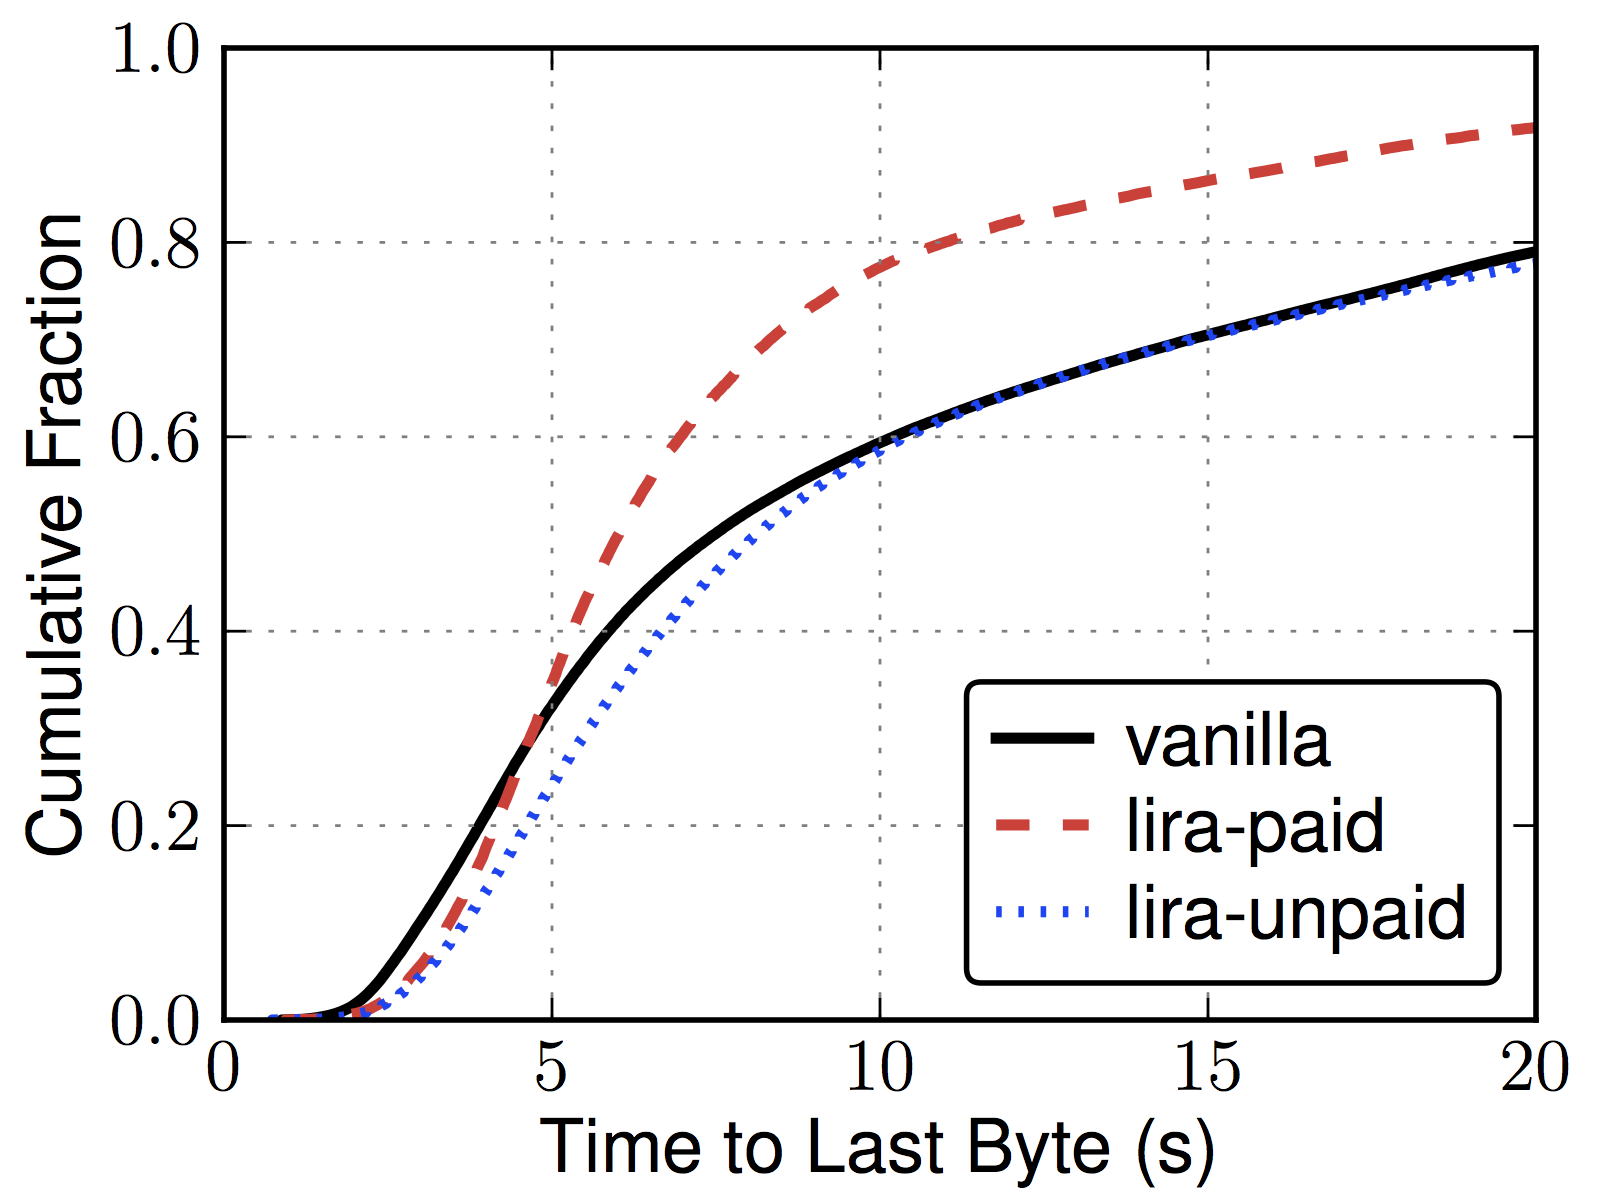 1.0
0.8
0.6
0.4
0.2
0.0
Cumulative Fraction
0 5 10 15 20
Time to Last Byte (s)
vanilla
lira-paid
lira-unpaid